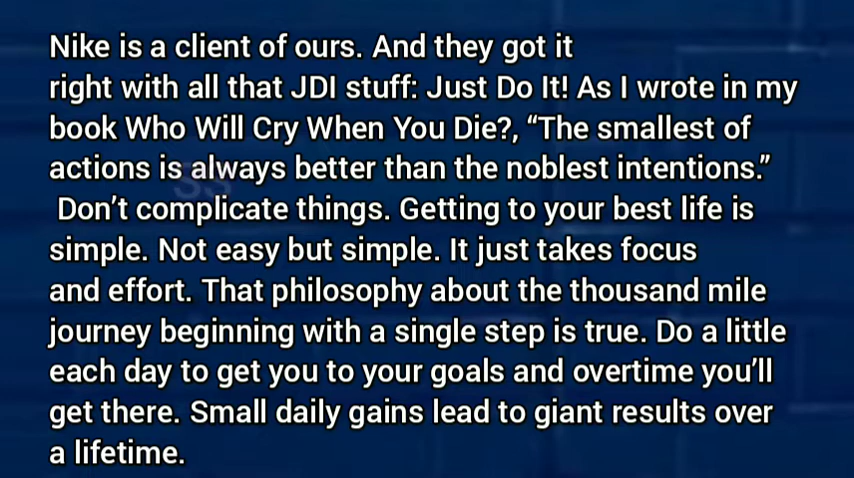 Nike is a client of ours. And they got it
right with all that JDI stuff: Just Do It! As I wrote in my
book Who Will Cry When You Die?, “The smallest of
actions is always better than the noblest intentions.”
Don’t complicate things. Getting to your best life is
simple. Not easy but simple. It just takes focus
and effort. That philosophy about the thousand mile
journey beginning with a single step is true. Do a little
each day to get you to your goals and overtime you’ll
get there. Small daily gains lead to giant results over
a lifetime.